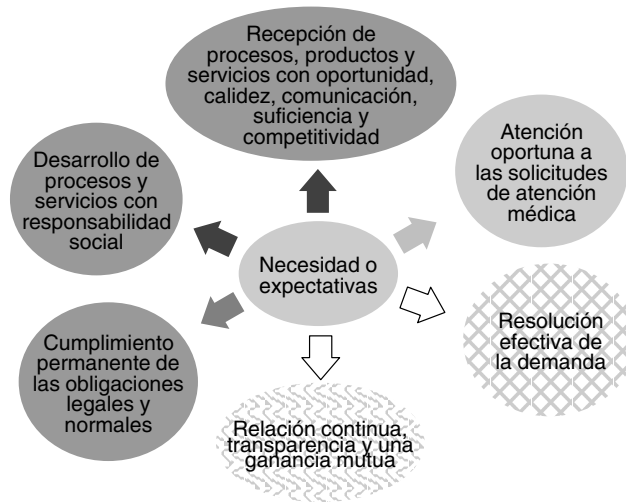 Recepción de
procesos, productos y
servicios con oportunidad,
calidez, comunicación,
suficiencia y
competitividad
Atención
oportuna a
las solicitudes
de atención
médica
Desarrollo de
procesos y
servicios con
responsabilidad
social
Necesidad o
expectativas
Resolución
efectiva de
la demanda
Cumplimiento
permanente de
las obligaciones
legales y
normales
Relación continua,
transparencia y una
ganancia mutua